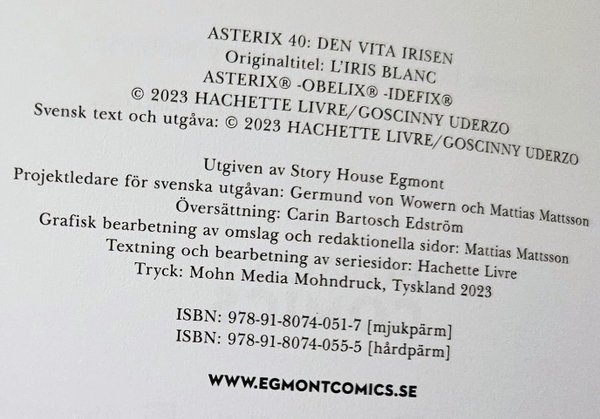 ASTERIX 40: DEN VITA IRISEN
Originaltitel: L'IRIS BLANC
ASTERIX® -OBELIX® -IDEFIX®
© 2023 HACHETTE LIVRE/GOSCINNY UDERZO
Svensk text och utgåva: © 2023 HACHETTE LIVRE/GOSCINNY UDERZO
Utgiven av Story House Egmont
Projektledare för svenska utgåvan: Germund von Wowern och Mattias Mattsson
Översättning: Carin Bartosch Edström
Grafisk bearbetning av omslag och redaktionella sidor: Mattias Mattsson
Textning och bearbetning av seriesidor: Hachette Livre
Tryck: Mohn Media Mohndruck, Tyskland 2023
ISBN: 978-91-8074-051-7 [mjukpärm]
ISBN: 978-91-8074-055-5 [hårdpärm]
WWW.EGMONTCOMICS.SE